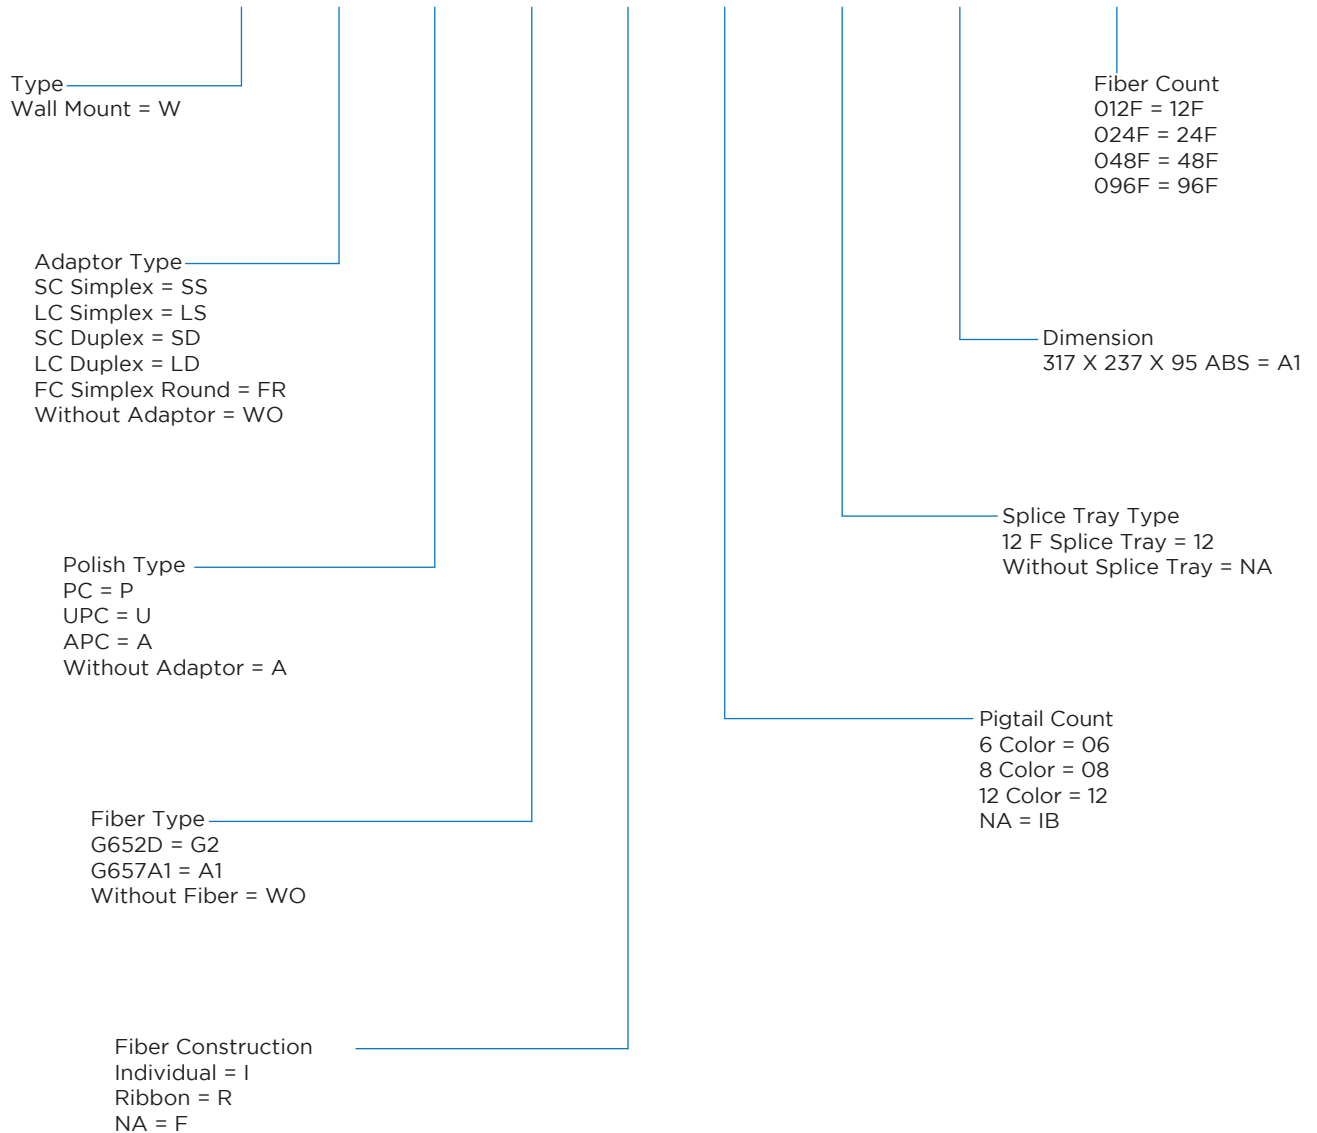 Type
Wall Mount = W
Fiber Count
012F = 12F
024F = 24F
048F = 48F
096F = 96F
Adaptor Type
SC Simplex = SS
LC Simplex = LS
SC Duplex = SD
LC Duplex = LD
FC Simplex Round = FR
Without Adaptor = WO
Dimension
317 X 237 X 95 ABS = A1
Splice Tray Type
12 F Splice Tray = 12
Without Splice Tray = NA
Polish Type
PC = P
UPC = U
APC = A
Without Adaptor = A
Pigtail Count
6 Color = 06
8 Color = 08
12 Color = 12
NA = IB
Fiber Type
G652D = G2
G657A1 = A1
Without Fiber = WO
Fiber Construction
Individual = I
Ribbon = R
NA = F